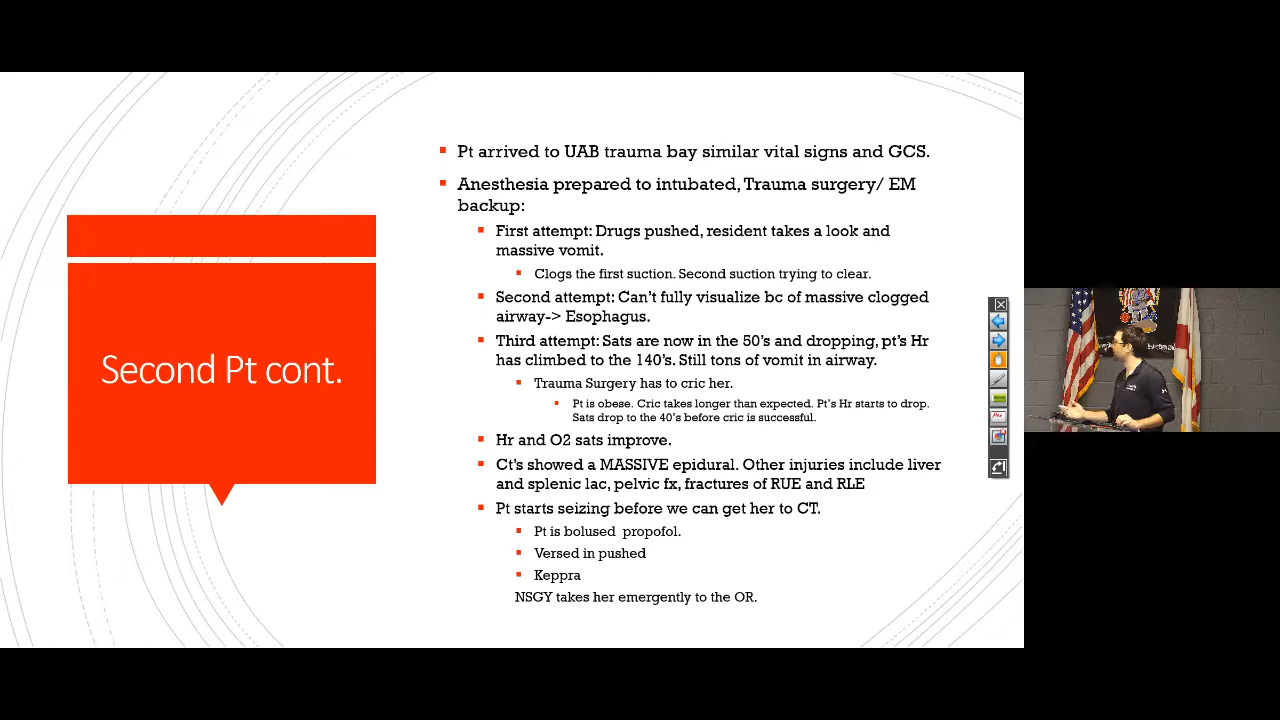 Second Pt cont.
Pt arrived to UAB trauma bay similar vital signs and GCS.
Anesthesia prepared to intubated, Trauma surgery/ EM
backup:
First attempt: Drugs pushed, resident takes a look and
massive vomit.
Clogs the first suction. Second suction trying to clear.
Second attempt: Can't fully visualize bc of massive clogged
airway-> Esophagus.
Third attempt: Sats are now in the 50's and dropping, pt's Hr
has climbed to the 140's. Still tons of vomit in airway.
Trauma Surgery has to cric her.
Pt is obese. Cric takes longer than expected. Pt's Hr starts to drop.
Sats drop to the 40's before cric is successful.
Hr and O2 sats improve.
Ct's showed a MASSIVE epidural. Other injuries include liver
and splenic lac, pelvic fx, fractures of RUE and RLE
Pt starts seizing before we can get her to CT.
Pt is bolused propofol.
Versed in pushed
Keppra
NSGY takes her emergently to the OR.